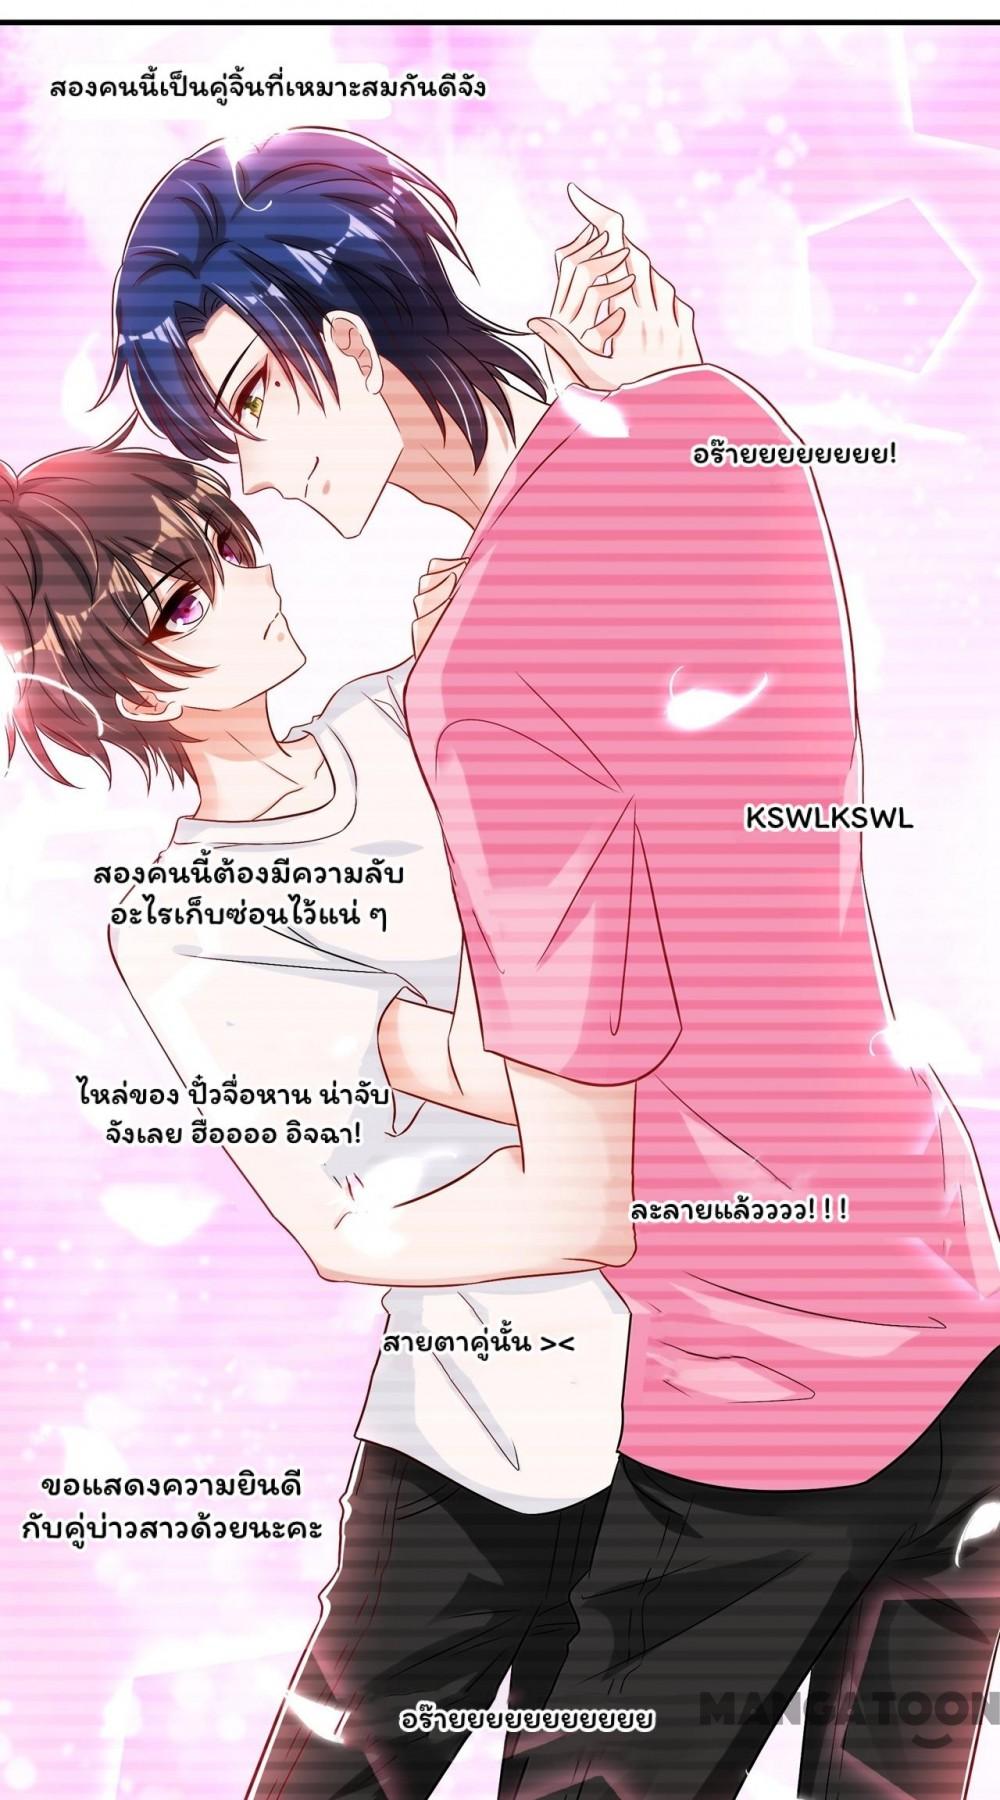 สองคนนี้เป็นคู่จิ้นที่เหมาะสมกันดีจัง
อร๊ายยยยยยยย!
KSWLKSWL
สองคนนี้ต้องมีความลับ
อะไรเก็บซ่อนไว้แน่ ๆ
ไหล่ของ ปั๋วจื่อหาน น่าจับ
จังเลย ฮืออออ อิจฉา!
ละลายแล้วววว!!!
สายตาคู่นั้น ><
ขอแสดงความยินดี
กับคู่บ่าวสาวด้วยนะคะ
อร๊ายยยยยยยยยยย
MANGATOON